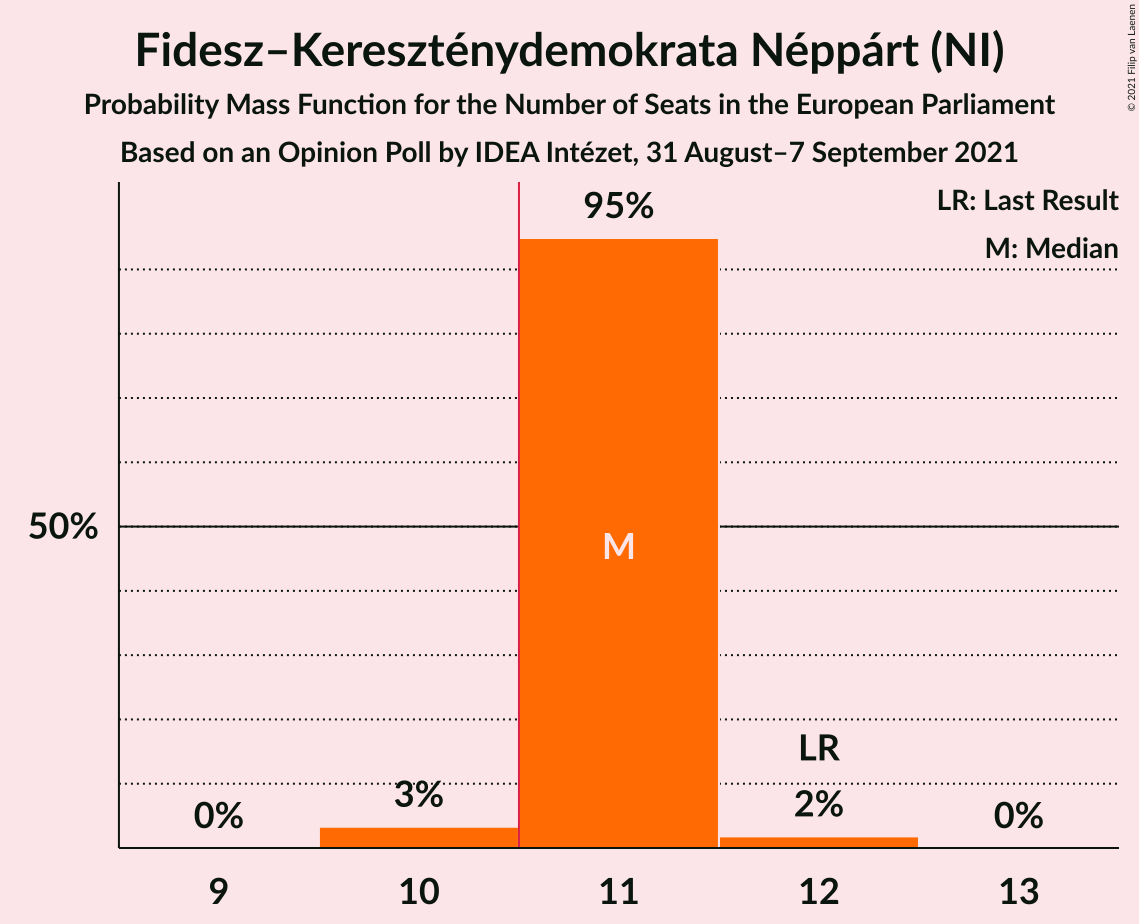 Fidesz–Kereszténydemokrata Néppárt (NI)
Probability Mass Function for the Number of Seats in the European Parliament
Based on an Opinion Poll by IDEA Intézet, 31 August–7 September 2021
© 2021 Filip van Laenen
LR: Last Result
M: Median
95%
50%
M
LR
0%
3%
2%
0%
9
10
11
12
13